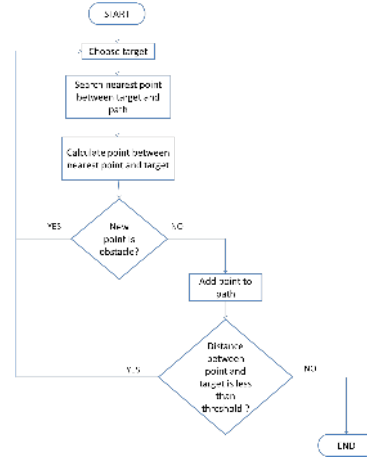 START
Choose target
Search nearest point
between target and
path
Calculate point between
nearest point and target
YES
New
point is
obstacle?
NO
Add point to
path
YES
Distance
between
point and
target is less
than
threshold ?
NO
END